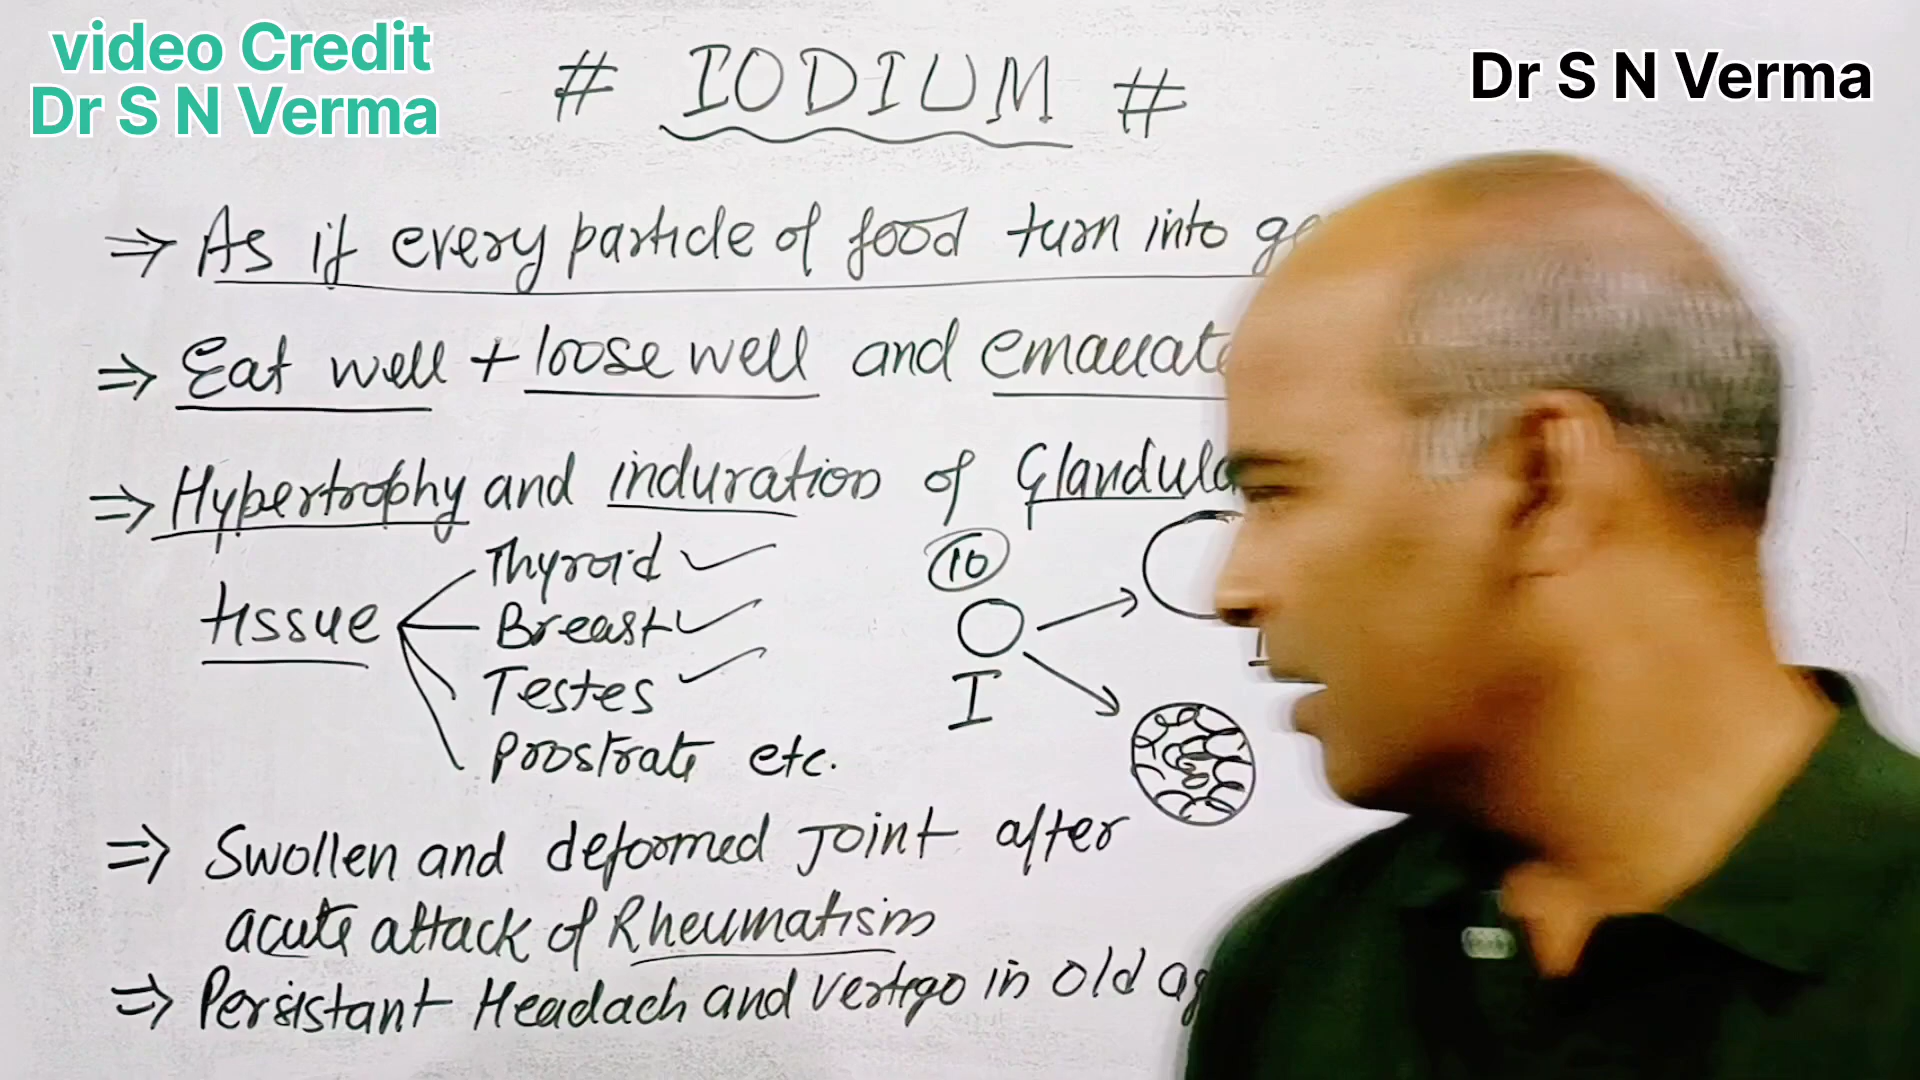 video Credit
Dr S N Verma
Dr S N Verma
# IODIUM #
⇒ As if every particle of food turn into
⇒ Eat well + loose well and
⇒ Hypertrophy and induration of
tissue
Thyroid ✓
Breast ✓
Testes ✓
Prostrate etc.
10
I
⇒ Swollen and deformed Joint after
acute attack of Rheumatism
⇒ Persistant Headach and vertigo in old